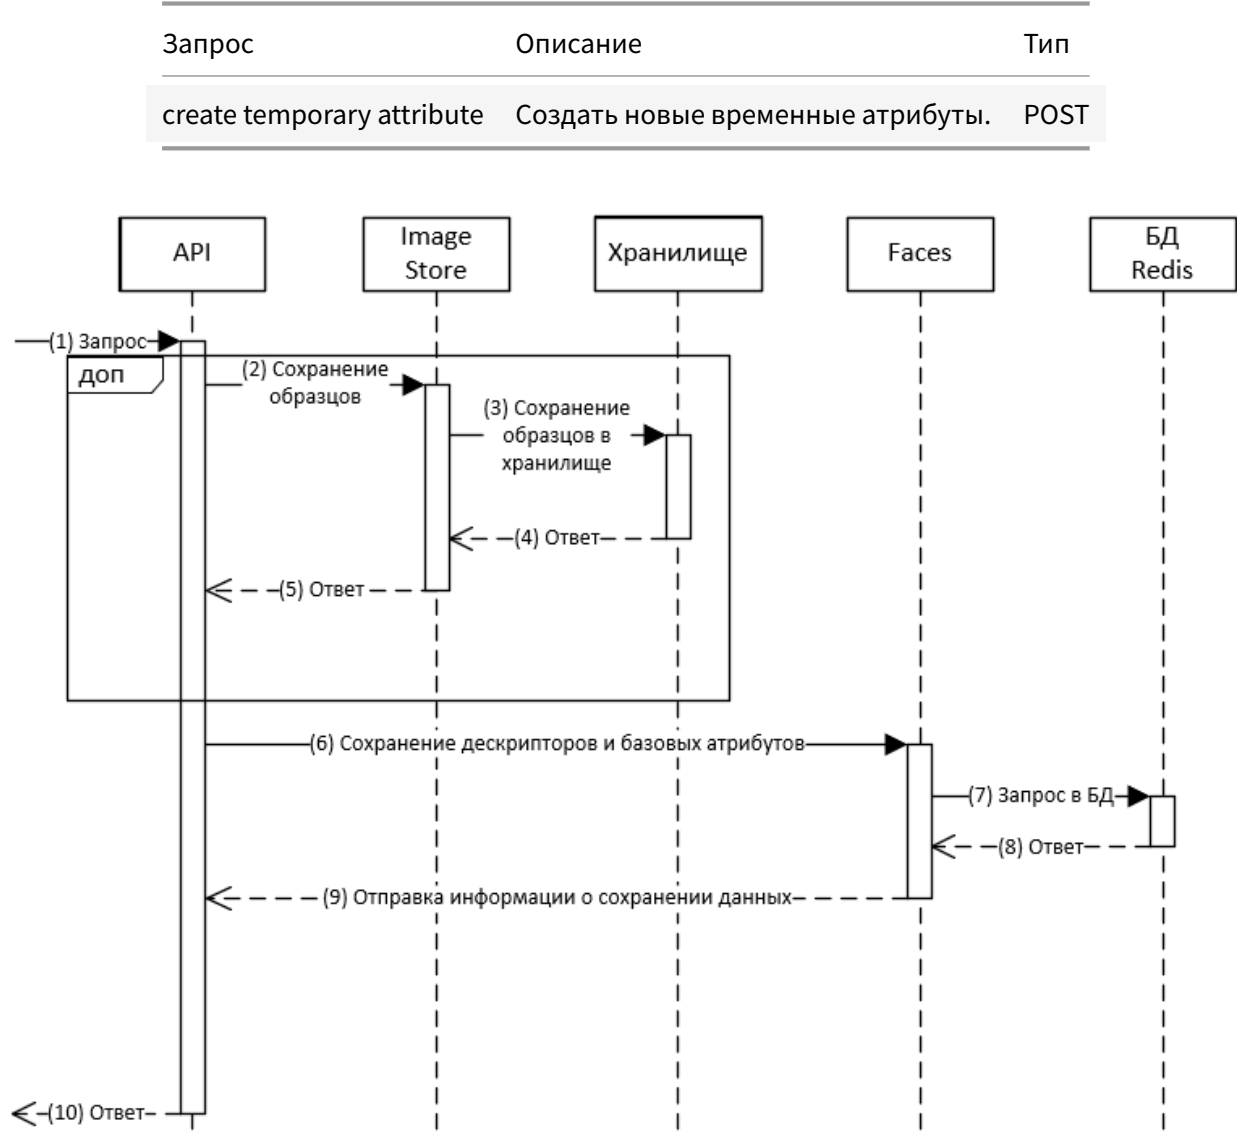 Запрос Описание Тип
create temporary attribute Создать новые временные атрибуты. POST
API
Image
Store
Хранилище
Faces
БД
Redis
(1) Запрос
доп
(2) Сохранение
образцов
(3) Сохранение
образцов в
хранилище
(4) Ответ
(5) Ответ
(6) Сохранение дескрипторов и базовых атрибутов
(7) Запрос в БД
(8) Ответ
(9) Отправка информации о сохранении данных
(10) Ответ